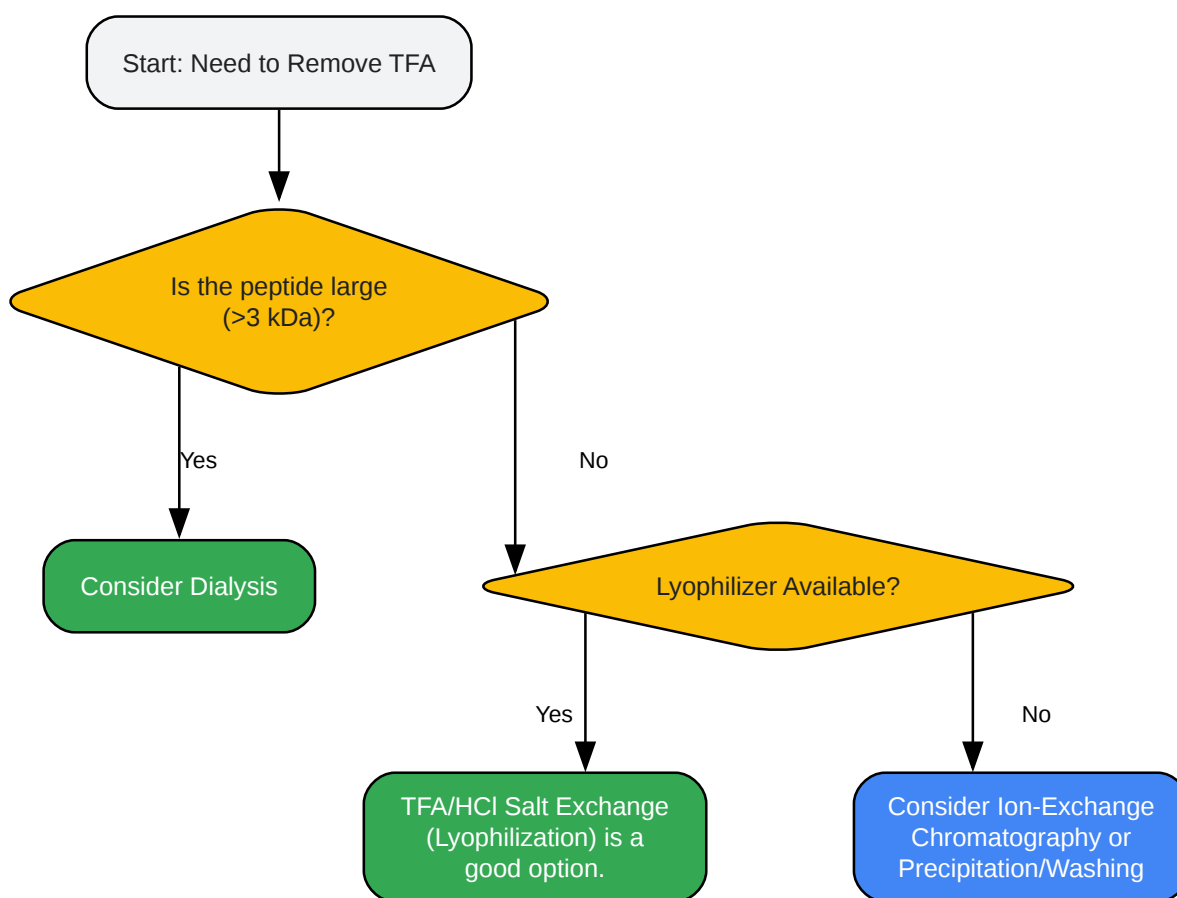 Start: Need to Remove TFA
Is the peptide large
(>3 kDa)?
Yes
No
Consider Dialysis
Lyophilizer Available?
Yes
No
TFA/HCl Salt Exchange
(Lyophilization) is a
good option.
Consider Ion-Exchange
Chromatography or
Precipitation/Washing